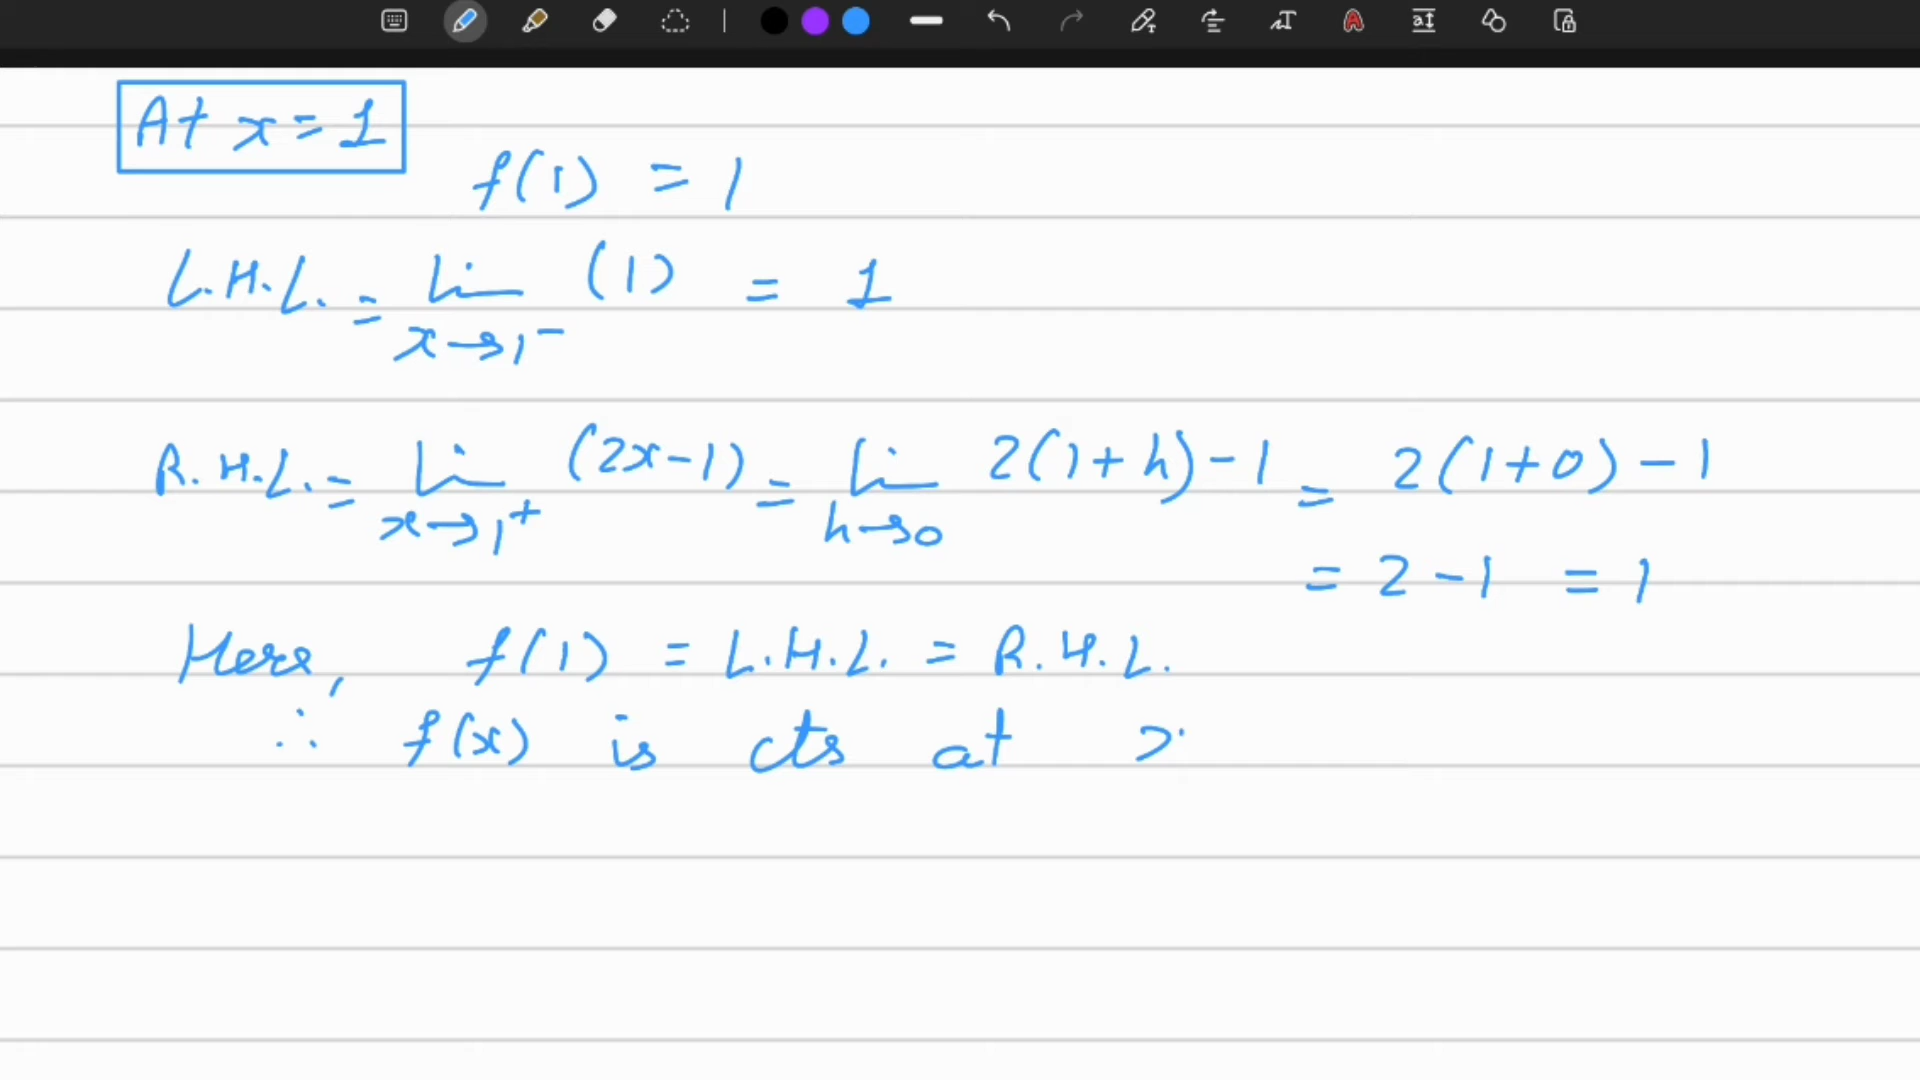 At x = 1
f(1) = 1
L.H.L. = lim x→1⁻ (1) = 1
R.H.L. = lim x→1⁺ (2x-1) = lim h→0 2(1+h)-1 = 2(1+0)-1
= 2-1 = 1
Here, f(1) = L.H.L. = R.H.L.
∴ f(x) is cts at